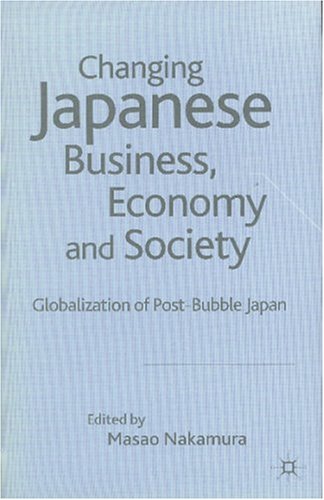 Changing
Japanese
Business,
Economy
and Society
Globalization of Post-Bubble Japan
Edited by
Masao Nakamura